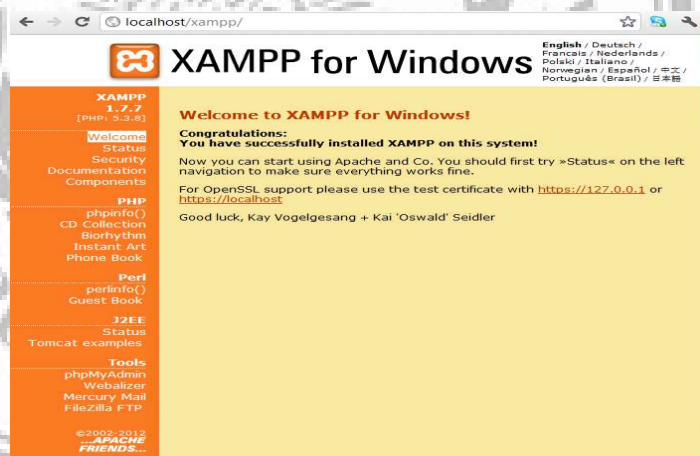 localhost/xampp/
XAMPP for Windows
English / Deutsch /
Francais / Nederlands /
Polski / Italiano /
Norwegian / Español / 中文 /
Português (Brasil) / 日本語
XAMPP
1.7.7
[PHP: 5.3.8]
Welcome
Status
Security
Documentation
Components
PHP
phpinfo()
CD Collection
Biorhythm
Instant Art
Phone Book
Perl
perlinfo()
Guest Book
J2EE
Status
Tomcat examples
Tools
phpMyAdmin
Webalizer
Mercury Mail
FileZilla FTP
©2002-2012
...APACHE
FRIENDS...
Welcome to XAMPP for Windows!
Congratulations:
You have successfully installed XAMPP on this system!
Now you can start using Apache and Co. You should first try »Status« on the left
navigation to make sure everything works fine.
For OpenSSL support please use the test certificate with https://127.0.0.1 or
https://localhost
Good luck, Kay Vogelgesang + Kai 'Oswald' Seidler